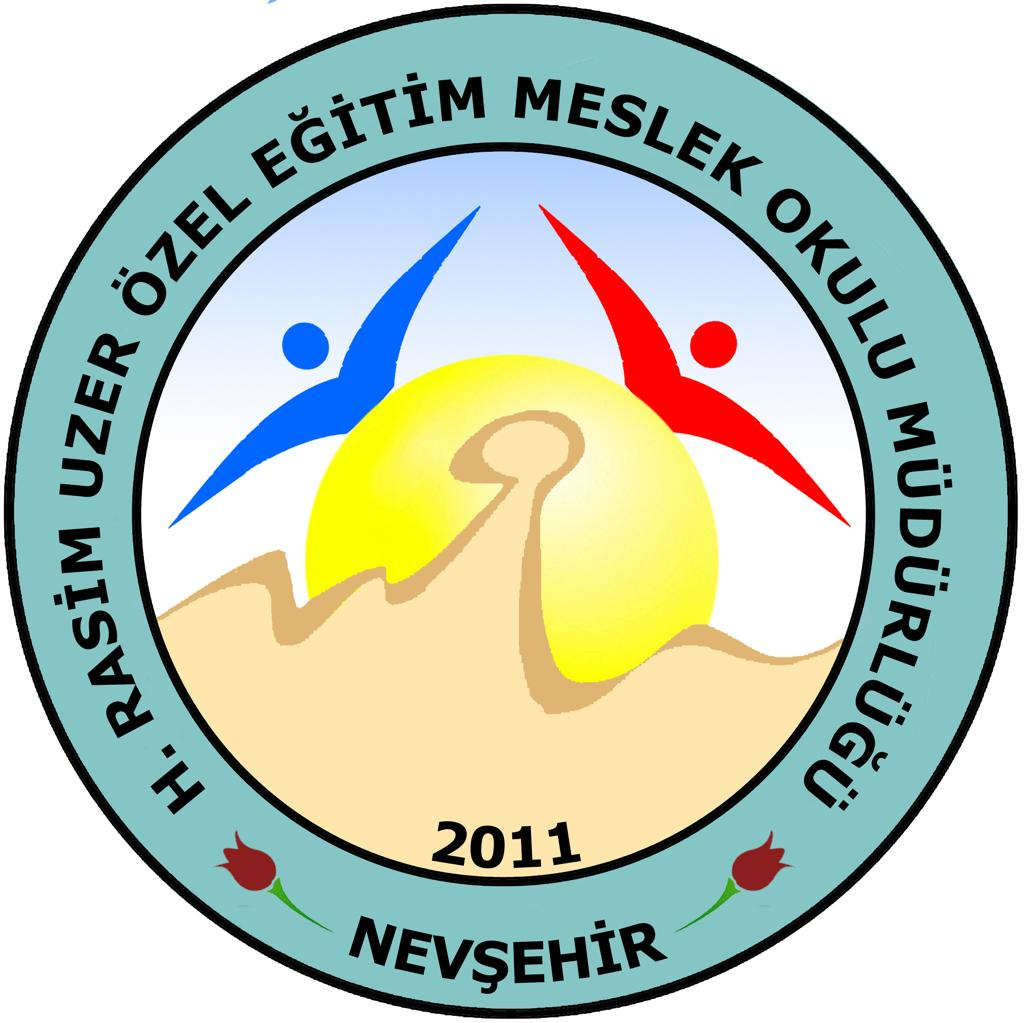 H. RASİM UZER ÖZEL EĞİTİM MESLEK OKULU MÜDÜRLÜĞÜ
2011
NEVŞEHİR